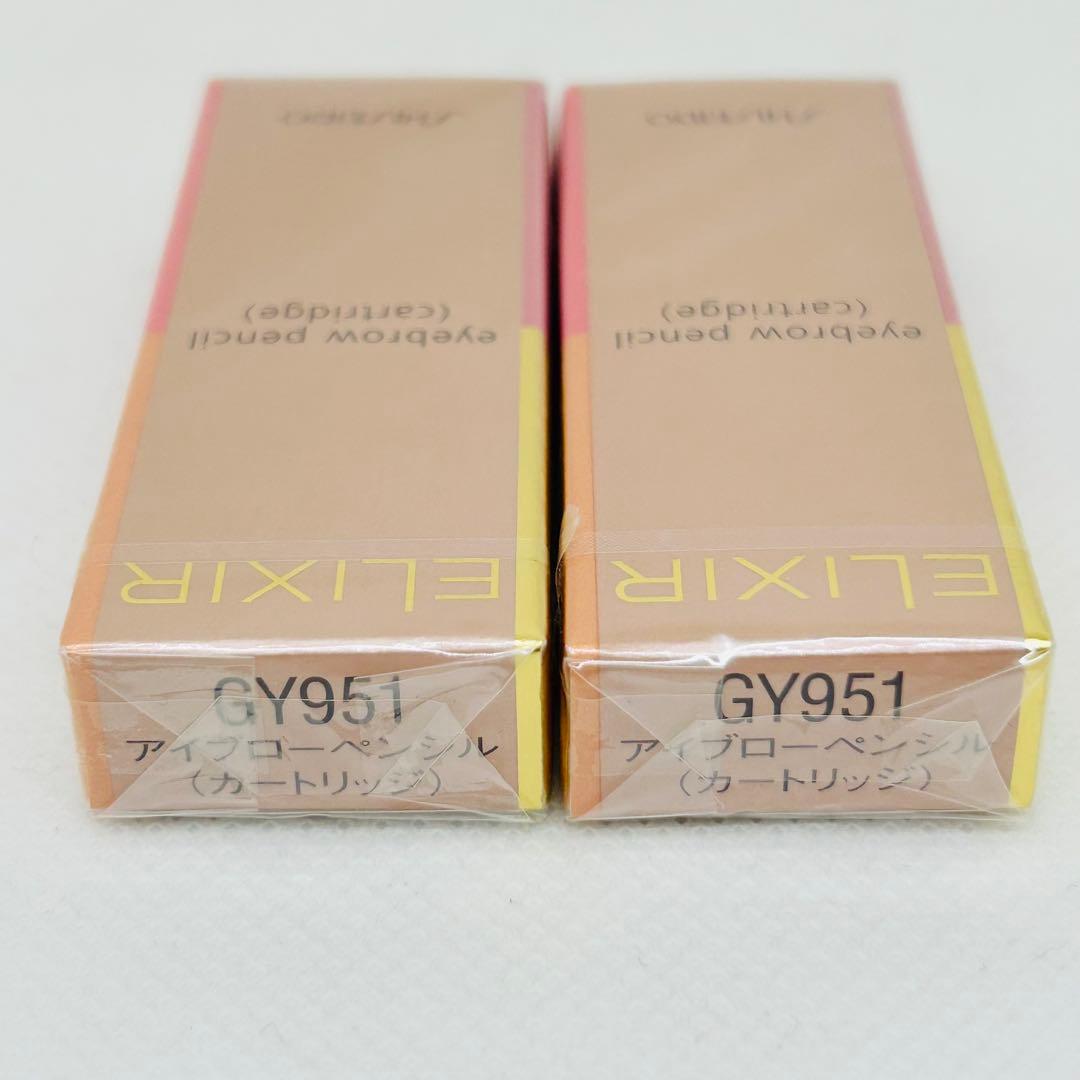 SHISEIDO
eyebrow pencil
(cartridge)
ELIXIR
GY951
アイブローペンシル
（カートリッジ）
SHISEIDO
eyebrow pencil
(cartridge)
ELIXIR
GY951
アイブローペンシル
（カートリッジ）